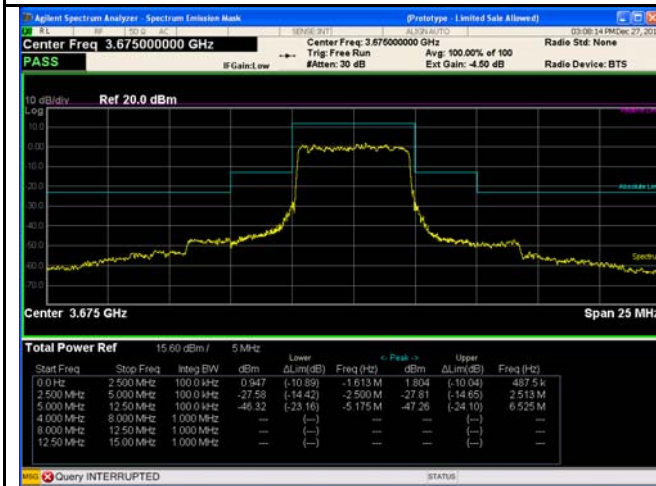 Agilent Spectrum Analyzer - Spectrum Emission Mask (Prototype - Limited Sale Allowed)
RL RF 50 Ω AC SENSE:INT ALIGN AUTO 03:08:14 PM Dec 27, 201
Center Freq 3.675000000 GHz Center Freq: 3.675000000 GHz Radio Std: None
PASS Trig: Free Run Avg: 100.00% of 100
IFGain:Low #Atten: 30 dB Ext Gain: -4.50 dB Radio Device: BTS
10 dB/div Ref 20.0 dBm
Log
10.0
0.00
-10.0
-20.0
Absolute Lim
-30.0
-40.0
-50.0
Spectru
-60.0
-70.0
Center 3.675 GHz Span 25 MHz
Total Power Ref 15.60 dBm / 5 MHz
Lower <- Peak -> Upper
Start Freq Stop Freq Integ BW dBm ΔLim(dB) Freq (Hz) dBm ΔLim(dB) Freq (Hz)
0.0 Hz 2.500 MHz 100.0 kHz 0.947 (-10.89) -1.613 M 1.804 (-10.04) 487.5 k
2.500 MHz 5.000 MHz 100.0 kHz -27.58 (-14.42) -2.500 M -27.81 (-14.65) 2.513 M
5.000 MHz 12.50 MHz 100.0 kHz -46.32 (-23.16) -5.175 M -47.26 (-24.10) 6.525 M
4.000 MHz 8.000 MHz 1.000 MHz --- (---) --- --- (---) ---
8.000 MHz 12.50 MHz 1.000 MHz --- (---) --- --- (---) ---
12.50 MHz 15.00 MHz 1.000 MHz --- (---) --- --- (---) ---
MSG Query INTERRUPTED STATUS